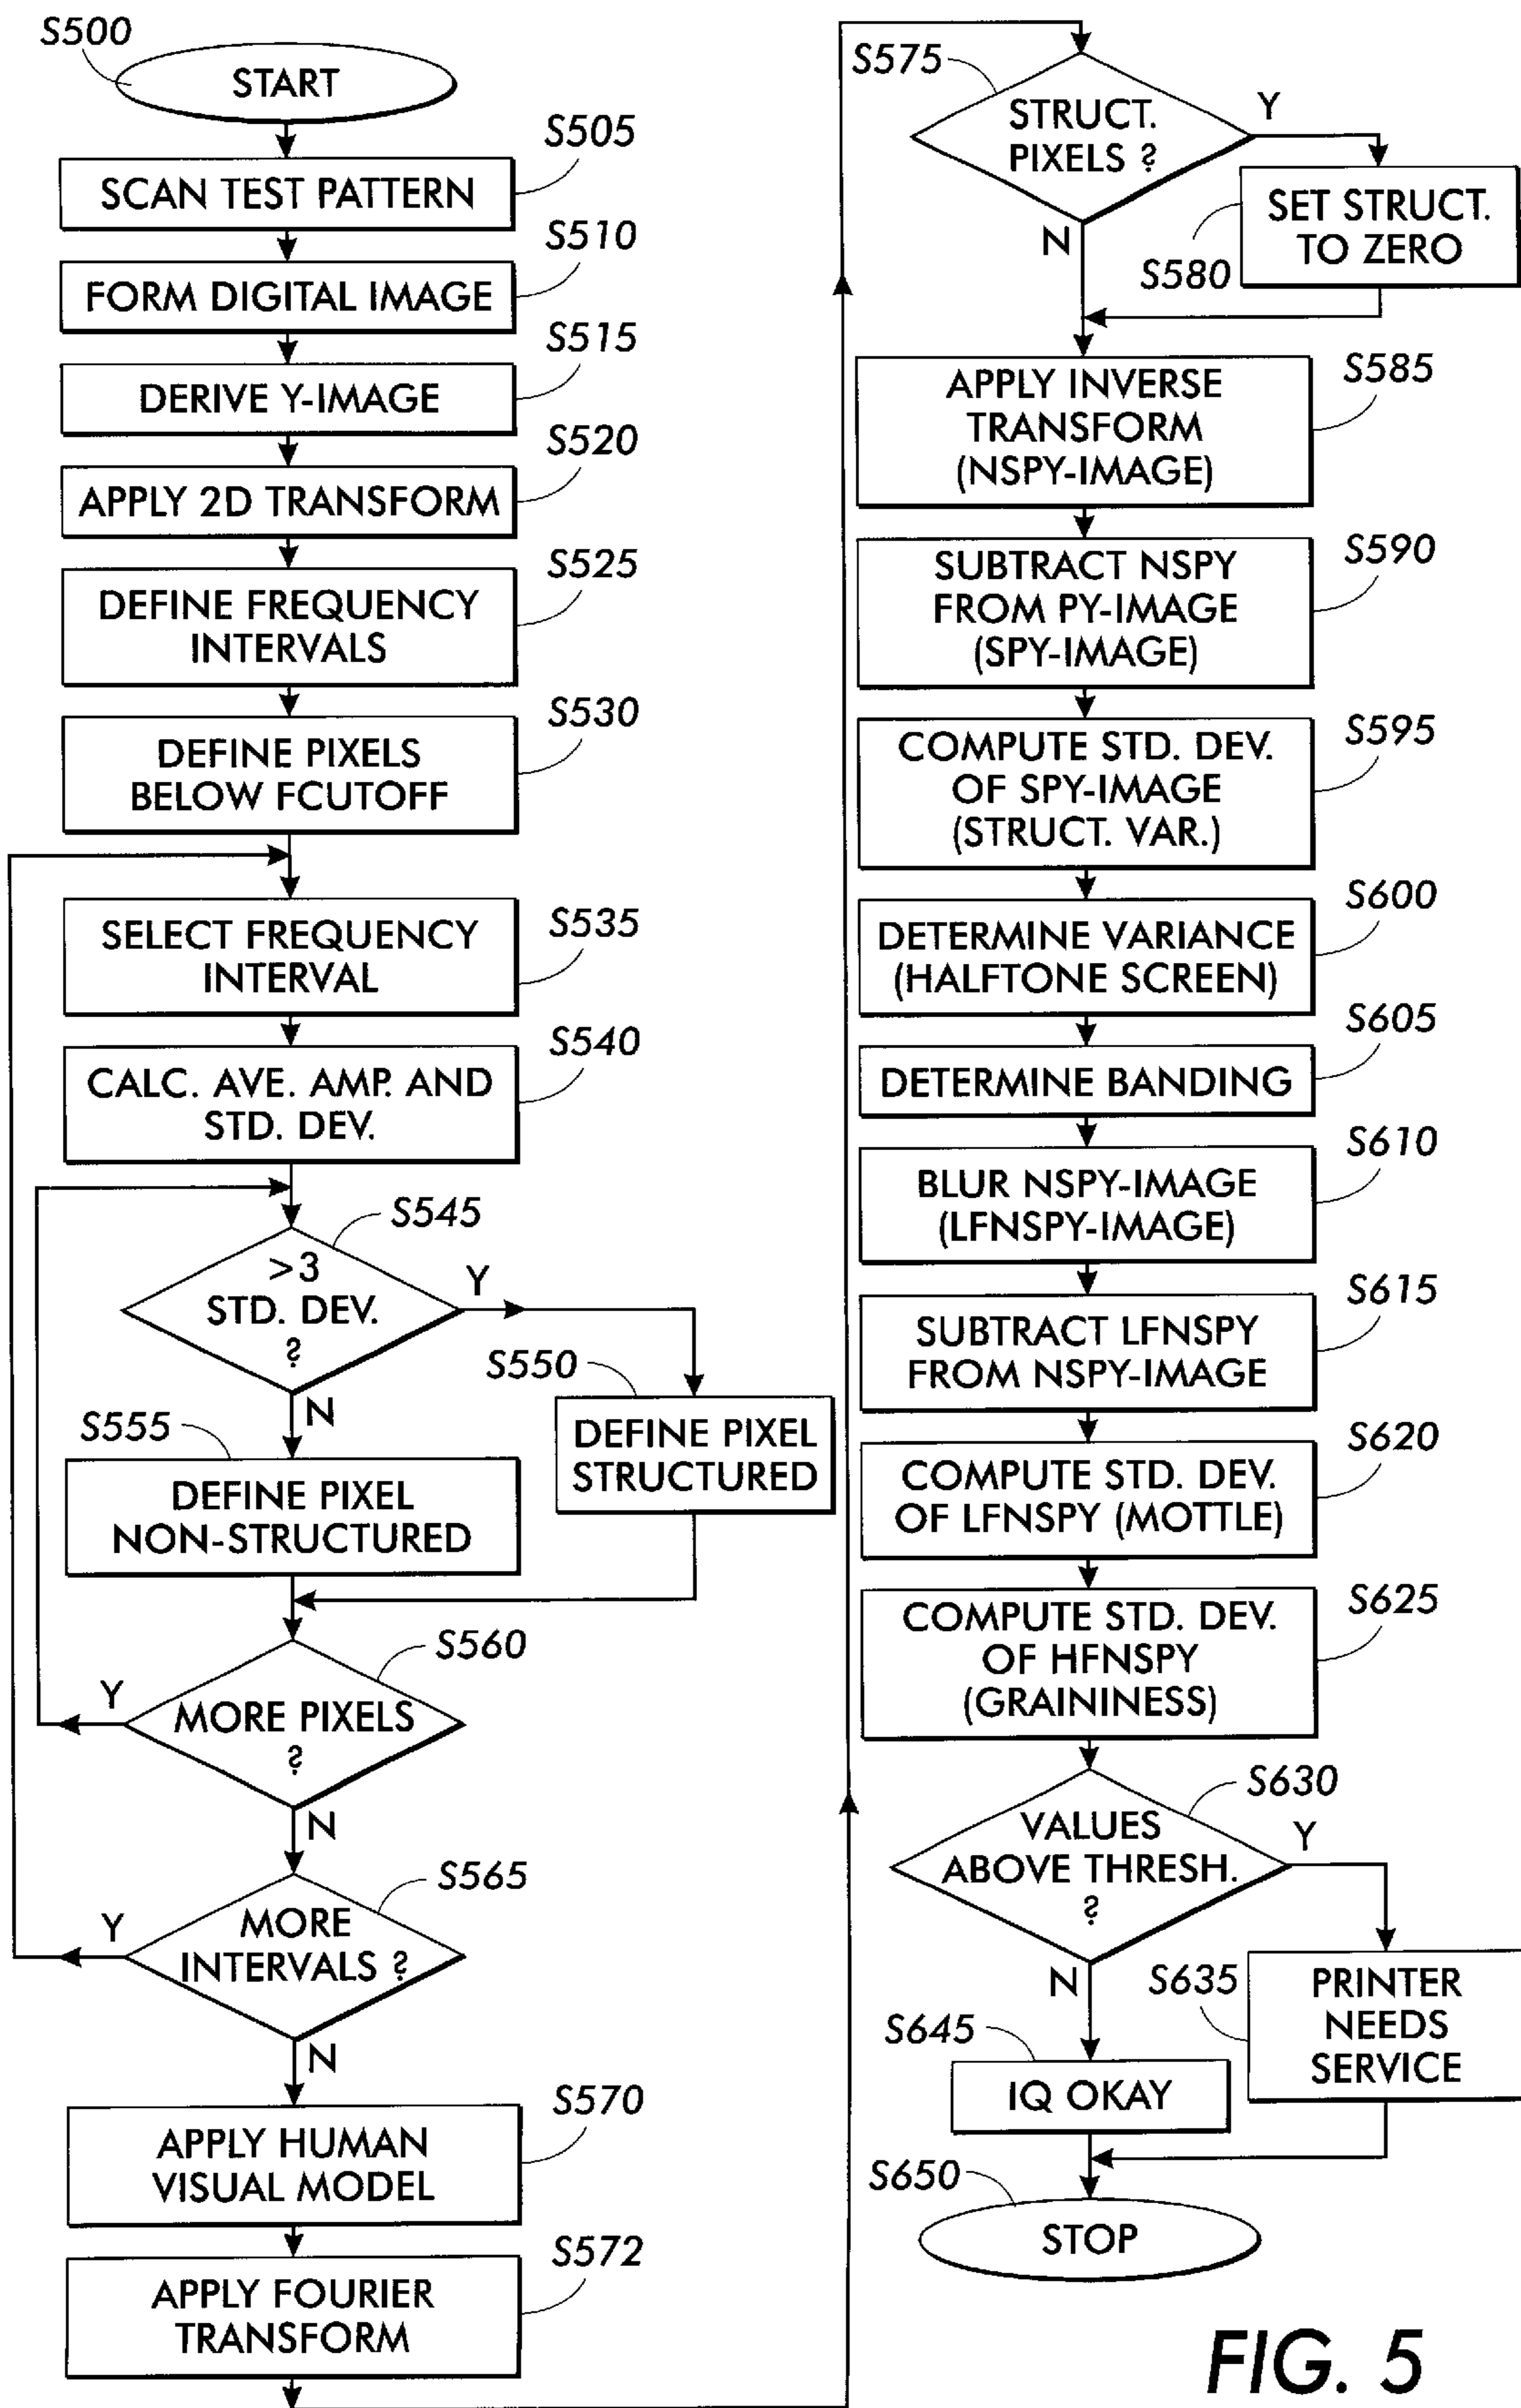 S500
START
S505
SCAN TEST PATTERN
S510
FORM DIGITAL IMAGE
S515
DERIVE Y-IMAGE
S520
APPLY 2D TRANSFORM
S525
DEFINE FREQUENCY
INTERVALS
S530
DEFINE PIXELS
BELOW FCUTOFF
S535
SELECT FREQUENCY
INTERVAL
S540
CALC. AVE. AMP. AND
STD. DEV.
S545
>3
STD. DEV.
?
Y
N
S550
DEFINE PIXEL
STRUCTURED
S555
DEFINE PIXEL
NON-STRUCTURED
S560
MORE PIXELS
?
Y
N
S565
MORE
INTERVALS ?
Y
N
S570
APPLY HUMAN
VISUAL MODEL
S572
APPLY FOURIER
TRANSFORM
S575
STRUCT.
PIXELS ?
Y
N
S580
SET STRUCT.
TO ZERO
S585
APPLY INVERSE
TRANSFORM
(NSPY-IMAGE)
S590
SUBTRACT NSPY
FROM PY-IMAGE
(SPY-IMAGE)
S595
COMPUTE STD. DEV.
OF SPY-IMAGE
(STRUCT. VAR.)
S600
DETERMINE VARIANCE
(HALFTONE SCREEN)
S605
DETERMINE BANDING
S610
BLUR NSPY-IMAGE
(LFNSPY-IMAGE)
S615
SUBTRACT LFNSPY
FROM NSPY-IMAGE
S620
COMPUTE STD. DEV.
OF LFNSPY (MOTTLE)
S625
COMPUTE STD. DEV.
OF HFNSPY
(GRAININESS)
S630
VALUES
ABOVE THRESH.
?
Y
N
S635
PRINTER
NEEDS
SERVICE
S645
IQ OKAY
S650
STOP
FIG. 5